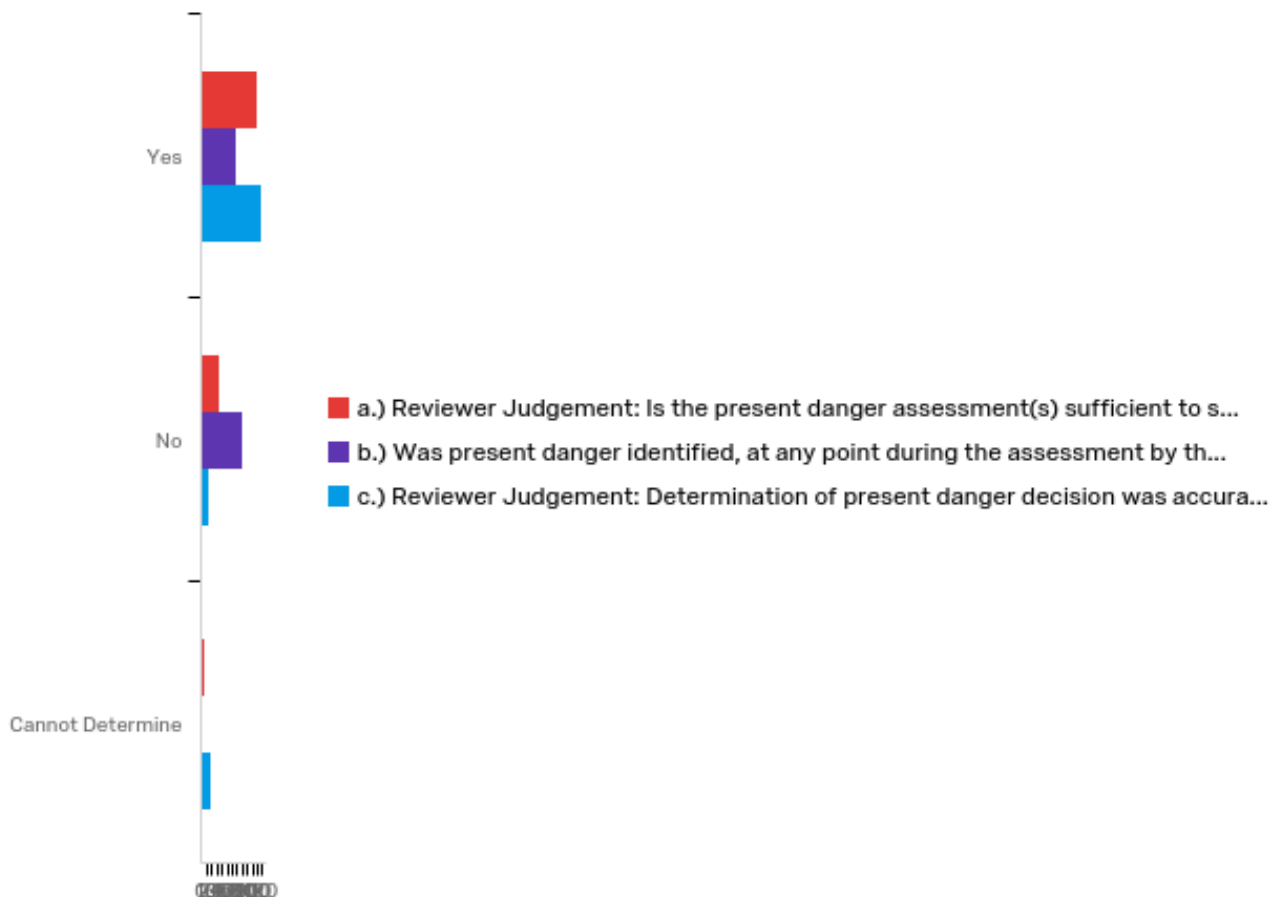 Yes
No
a.) Reviewer Judgement: Is the present danger assessment(s) sufficient to s...
b.) Was present danger identified, at any point during the assessment by th...
c.) Reviewer Judgement: Determination of present danger decision was accura...
Cannot Determine